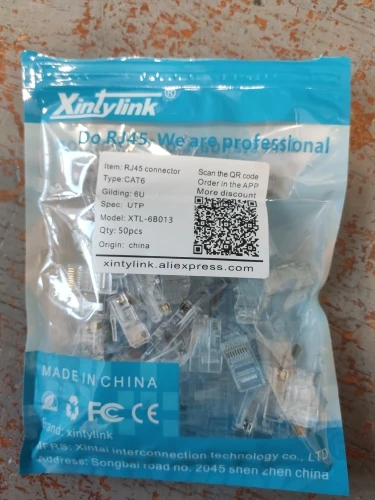 Xintylink®
Do RJ45, We are professional
Item: RJ45 connector
Type:CAT6
Gilding: 6U
Spec: UTP
Model: XTL-6B013
Qty: 50pcs
Origin: china
Scan the QR code
Order in the APP
More discount
xintylink.aliexpress.com
MADE IN CHINA
FC CE
and: xintylink
Xintai interconnection technology co., LTD
Address: Songbai road no. 2045 shen zhen china